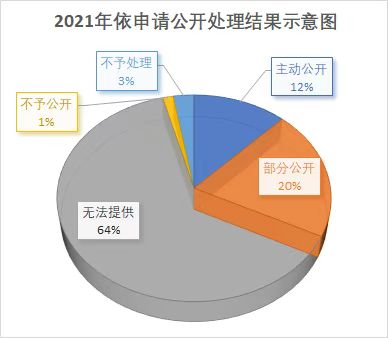 2021年依申请公开处理结果示意图
不予处理
3%
主动公开
12%
不予公开
1%
部分公开
20%
无法提供
64%